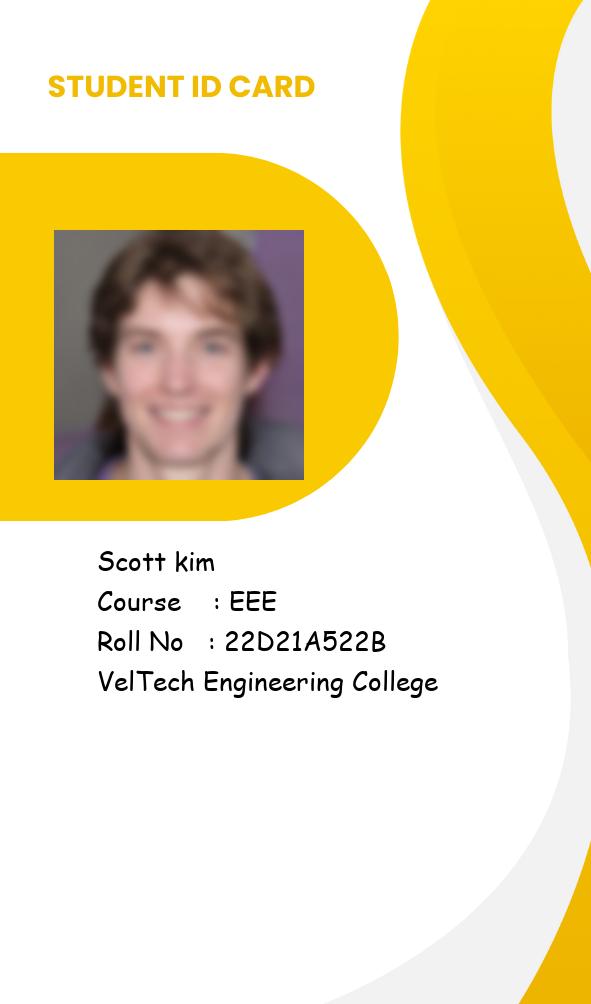 STUDENT ID CARD
Scott kim
Course : EEE
Roll No : 22D21A522B
VelTech Engineering College